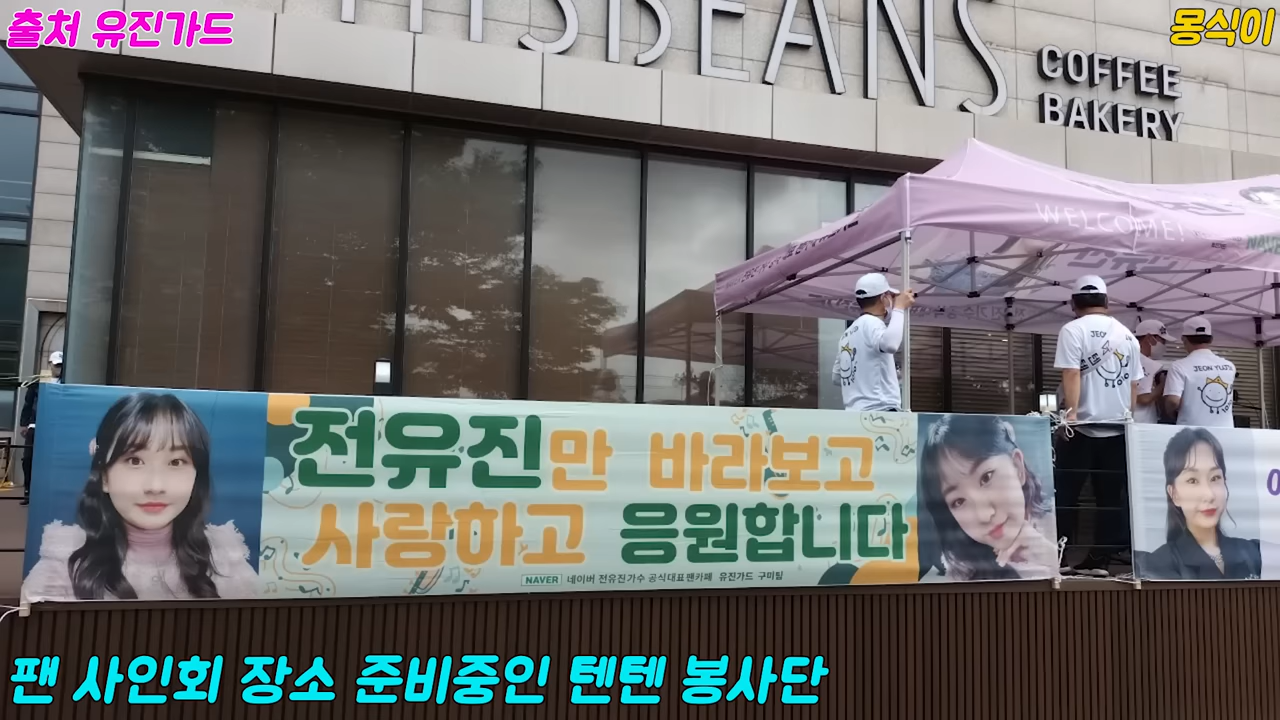 출처 유진가드
몽식이
HISBEANS
COFFEE
BAKERY
WELCOME!
NAVER
JEON
JEON YUJIN
전유진만 바라보고
사랑하고 응원합니다
NAVER 네이버 전유진가수 공식대표팬카페 유진가드 구미팀
팬 사인회 장소 준비중인 텐텐 봉사단